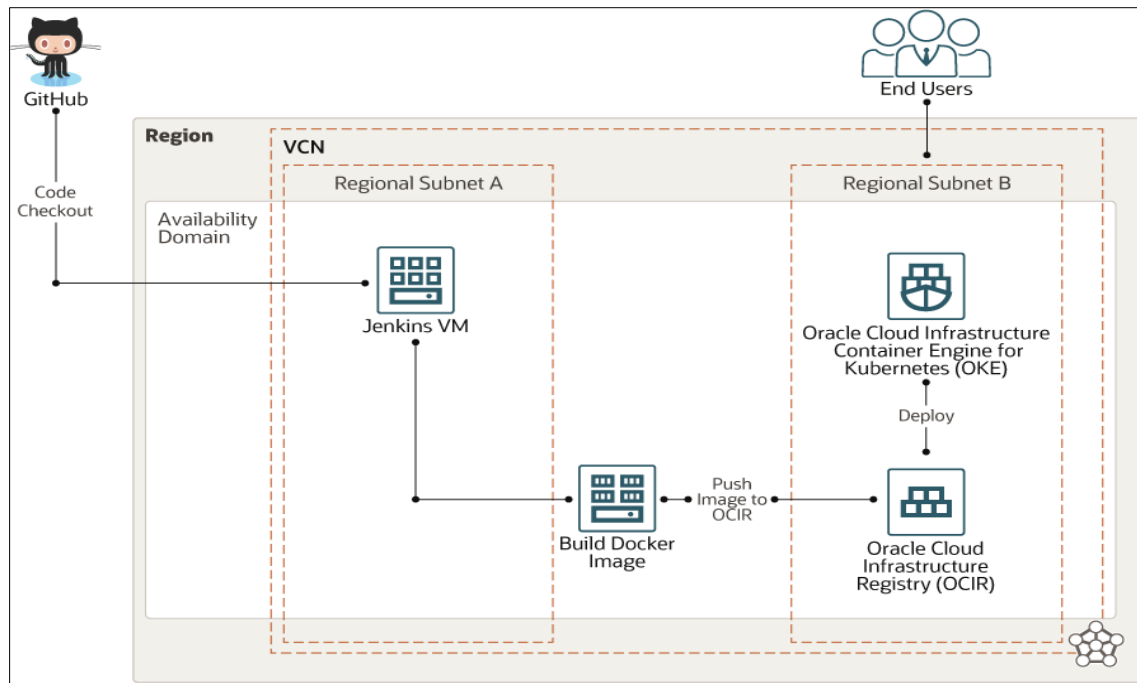 GitHub
End Users
Region
VCN
Regional Subnet A
Regional Subnet B
Code
Checkout
Availability
Domain
Jenkins VM
Oracle Cloud Infrastructure
Container Engine for
Kubernetes (OKE)
Deploy
Build Docker
Image
Push
Image to
OCIR
Oracle Cloud
Infrastructure
Registry (OCIR)